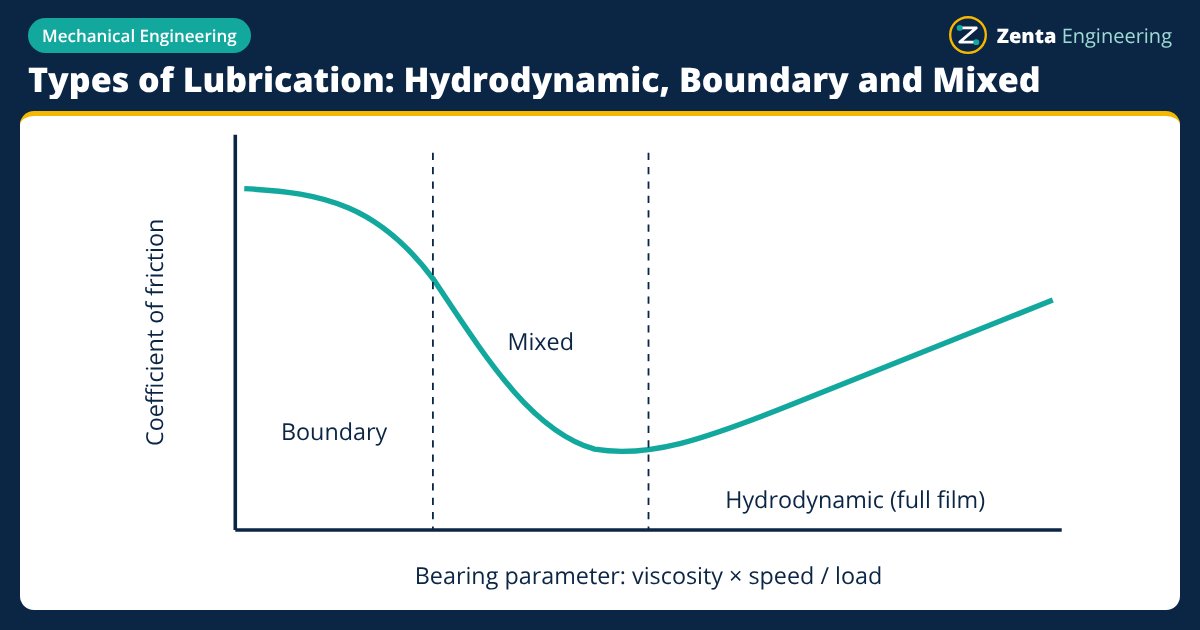 Mechanical Engineering
Zenta Engineering
Types of Lubrication: Hydrodynamic, Boundary and Mixed
Coefficient of friction
Mixed
Boundary
Hydrodynamic (full film)
Bearing parameter: viscosity × speed / load